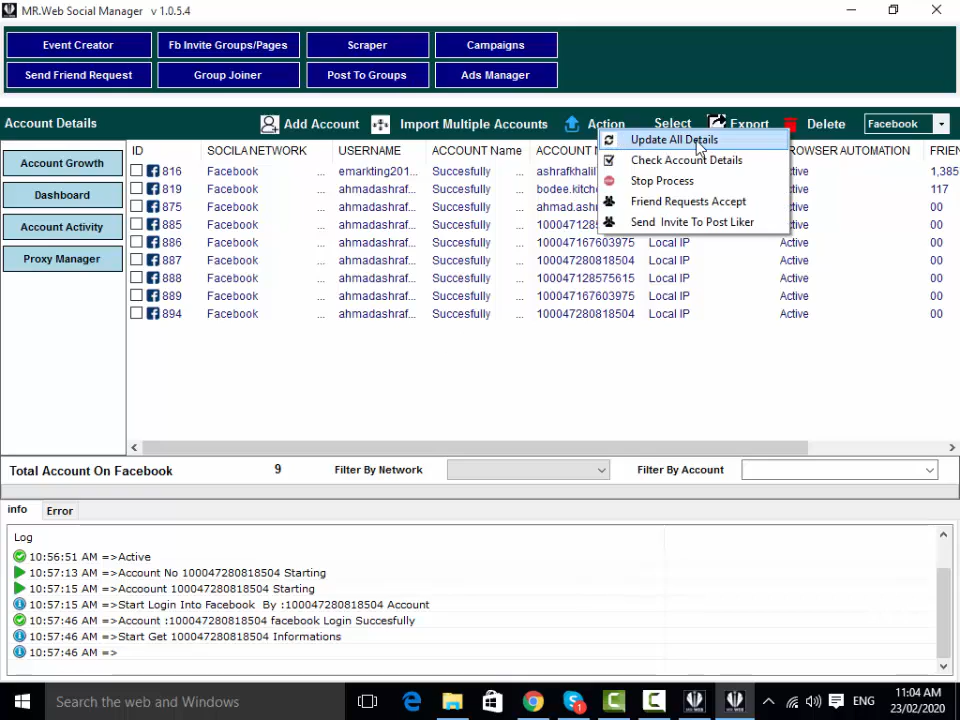 MR.Web Social Manager v 1.0.5.4
Event Creator Fb Invite Groups/Pages Scraper Campaigns
Send Friend Request Group Joiner Post To Groups Ads Manager
Account Details Add Account Import Multiple Accounts Action Select Export Delete Facebook
Update All Details
Check Account Details
Stop Process
Friend Requests Accept
Send Invite To Post Liker
Account Growth
Dashboard
Account Activity
Proxy Manager
ID SOCILA NETWORK USERNAME ACCOUNT Name ACCOUNT ROWSER AUTOMATION FRIEN
816 Facebook ... emarkting201... Succesfully ... ashrafkhalil tive 1,385
819 Facebook ... bodee.kitch... Succesfully ... bodee.kitche tive 117
875 Facebook ... ahmadashraf... Succesfully ... ahmad.ash tive 00
885 Facebook ... ahmadashraf... Succesfully ... 10004712 Active 00
886 Facebook ... ahmadashraf... Succesfully ... 100047167603975 Local IP Active 00
887 Facebook ... ahmadashraf... Succesfully ... 100047280818504 Local IP Active 00
888 Facebook ... ahmadashraf... Succesfully ... 100047128575615 Local IP Active 00
889 Facebook ... ahmadashraf... Succesfully ... 100047167603975 Local IP Active 00
894 Facebook ... ahmadashraf... Succesfully ... 100047280818504 Local IP Active 00
Total Account On Facebook 9 Filter By Network Filter By Account
info Error
Log
10:56:51 AM =>Active
10:57:13 AM =>Account No 100047280818504 Starting
10:57:15 AM =>Accoount 100047280818504 Starting
10:57:15 AM =>Start Login Into Facebook By :100047280818504 Account
10:57:46 AM =>Account :100047280818504 facebook Login Succesfully
10:57:46 AM =>Start Get 100047280818504 Informations
10:57:46 AM =>
Search the web and Windows ENG 11:04 AM
23/02/2020